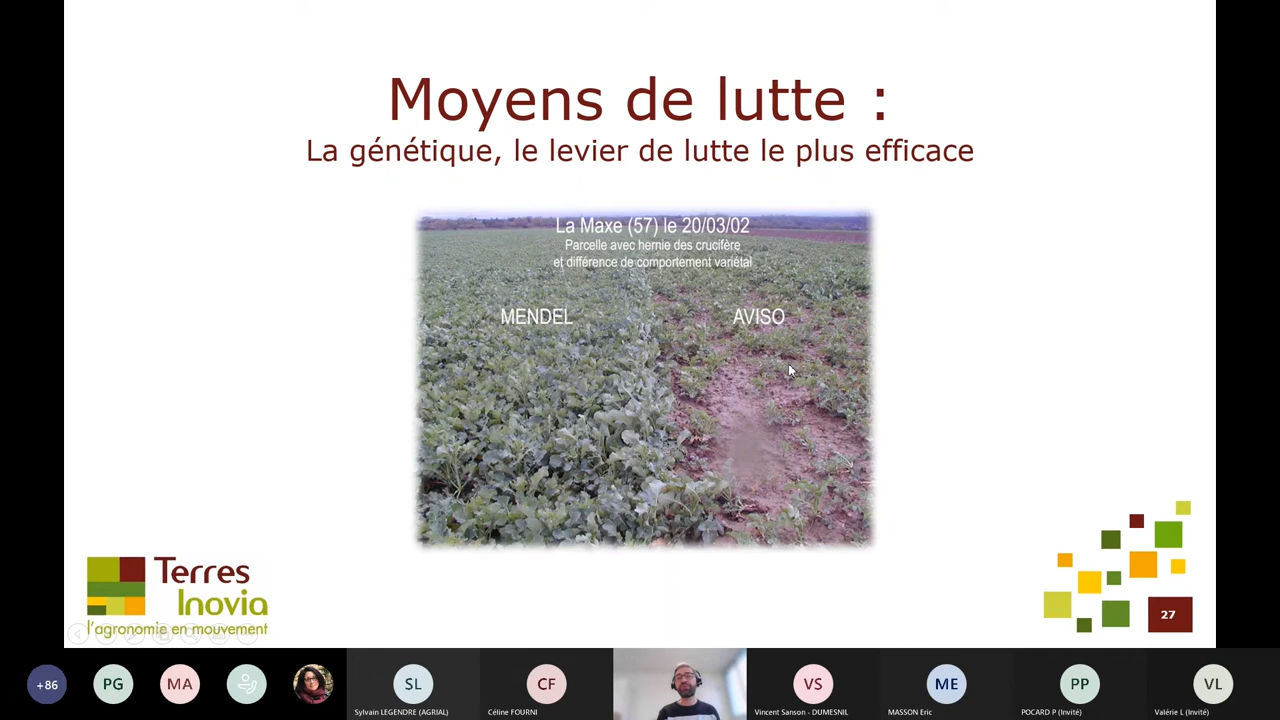 Moyens de lutte :
La génétique, le levier de lutte le plus efficace
La Maxe (57) le 20/03/02
Parcelle avec hernie des crucifère
et différence de comportement variétal
MENDEL
AVISO
Terres
Inovia
l'agronomie en mouvement
27
+86
PG
MA
SL
CF
VS
ME
PP
VL
Sylvain LEGENDRE (AGRIAL)
Céline FOURNI
Vincent Sanson - DUMESNIL
MASSON Eric
POCARD P (Invité)
Valérie L (Invité)